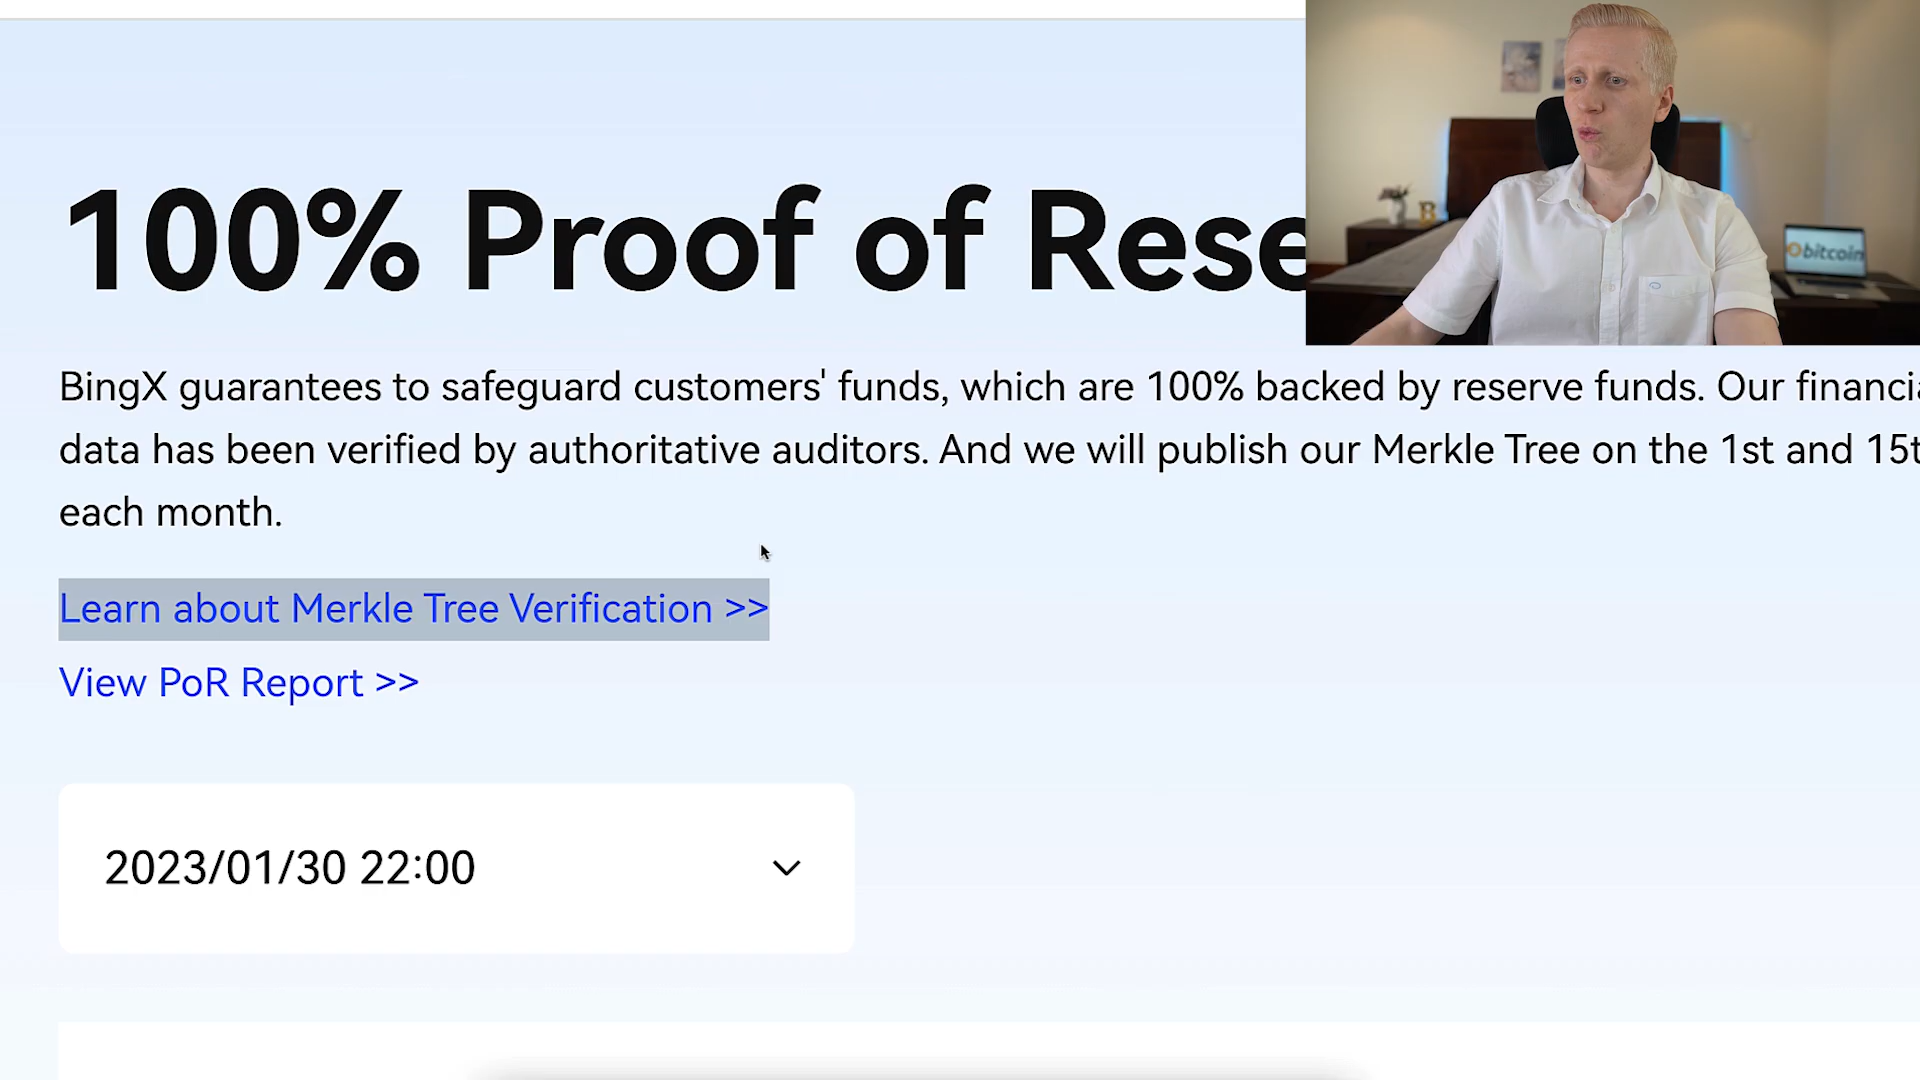 100% Proof of Rese
BingX guarantees to safeguard customers' funds, which are 100% backed by reserve funds. Our financi
data has been verified by authoritative auditors. And we will publish our Merkle Tree on the 1st and 15t
each month.
Learn about Merkle Tree Verification >>
View PoR Report >>
2023/01/30 22:00
bitcoin